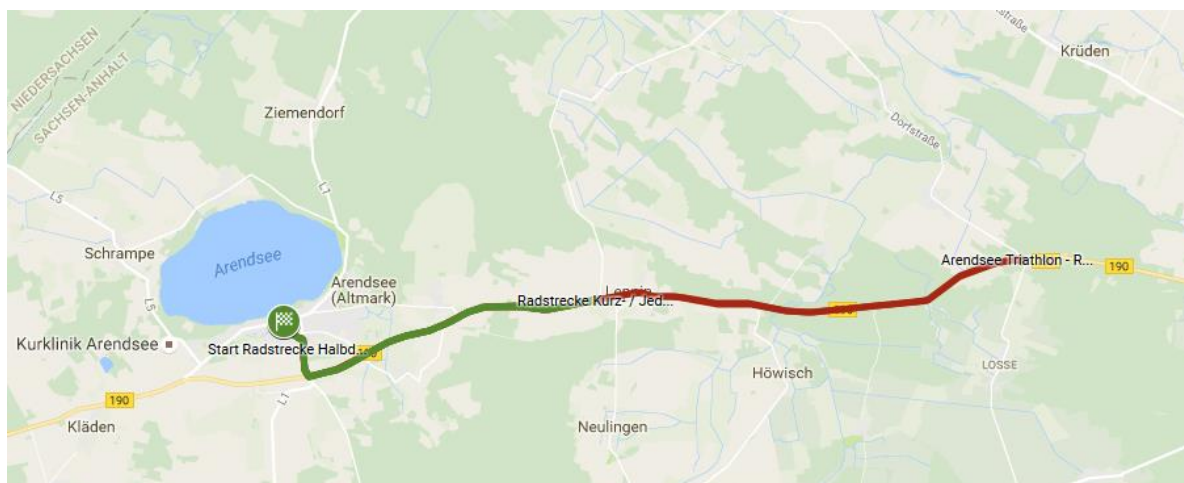 NIEDERSACHSEN
SACHSEN-ANHALT
Krüden
Ziemendorf
Dorfstraße
L1
L5
Schrampe
Arendsee
Arendsee
(Altmark)
Arendsee Triathlon - R...
190
Radstrecke Kurz- / Jed...
Kurklinik Arendsee
L5
Start Radstrecke Halbd...
Höwisch
LOSSE
190
L1
Kläden
Neulingen